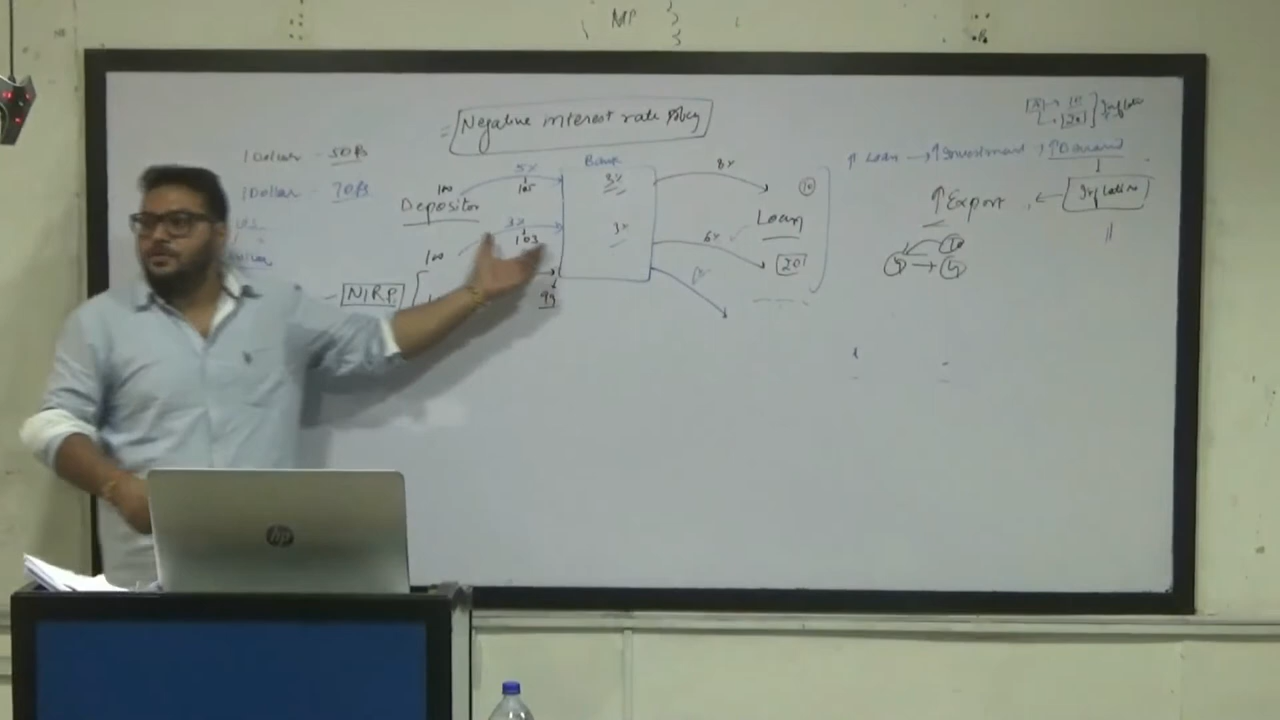 MP
= Negative interest rate policy
1 Dollar - 50 Rs
1 Dollar - 70 Rs
Bank
5%
100
105
3%
8%
10
Depositor
3%
103
100
3%
Loan
6%
20
NIRP
99
↑ Loan → ↑ Investment → ↑ Demand
Inflation
↑ Export
hp